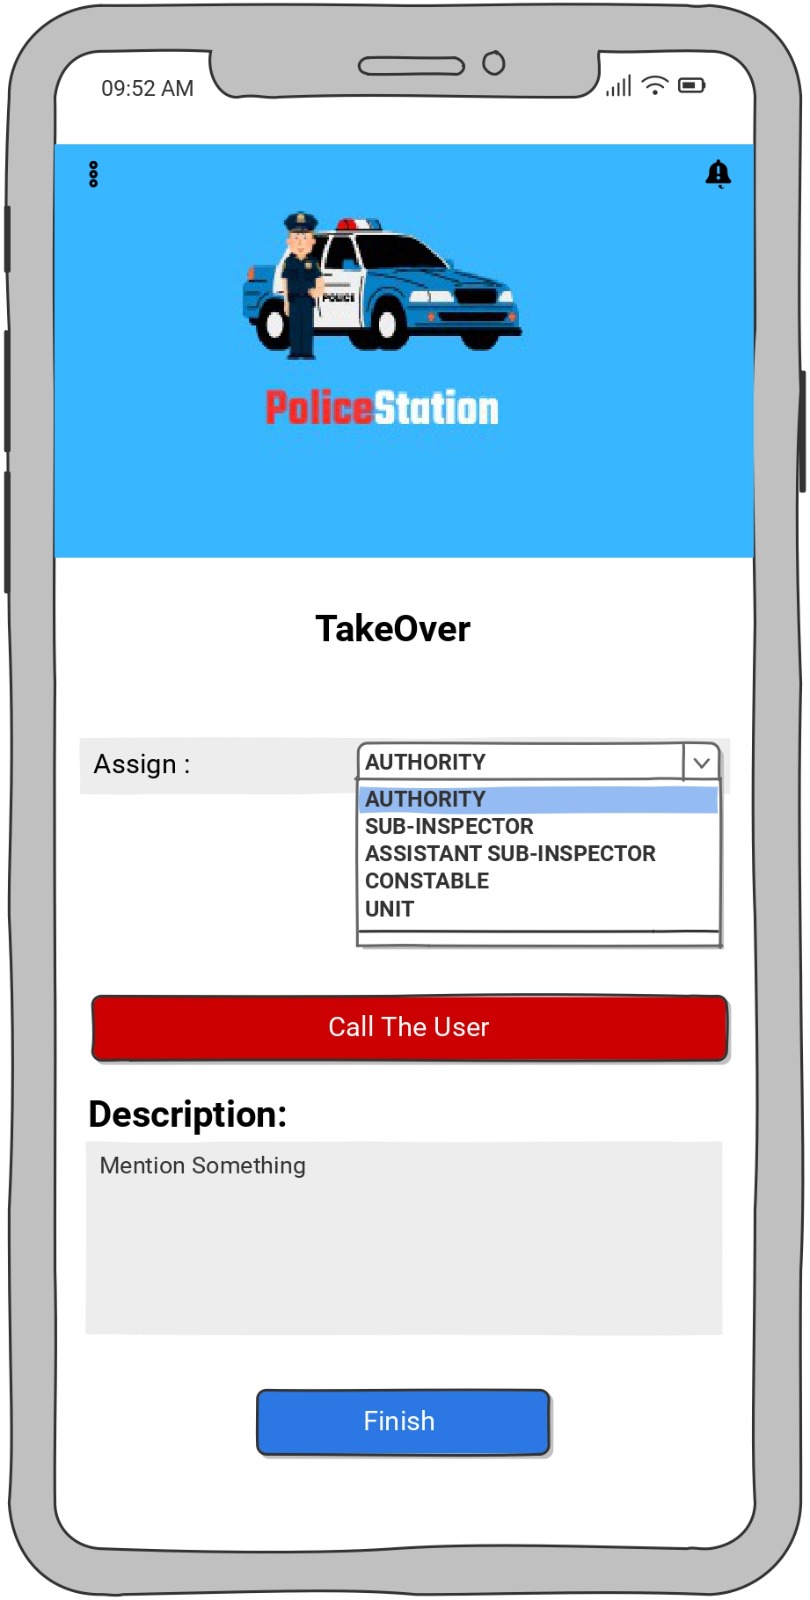 09:52 AM
POLICE
PoliceStation
TakeOver
Assign :
AUTHORITY
AUTHORITY
SUB-INSPECTOR
ASSISTANT SUB-INSPECTOR
CONSTABLE
UNIT
Call The User
Description:
Mention Something
Finish